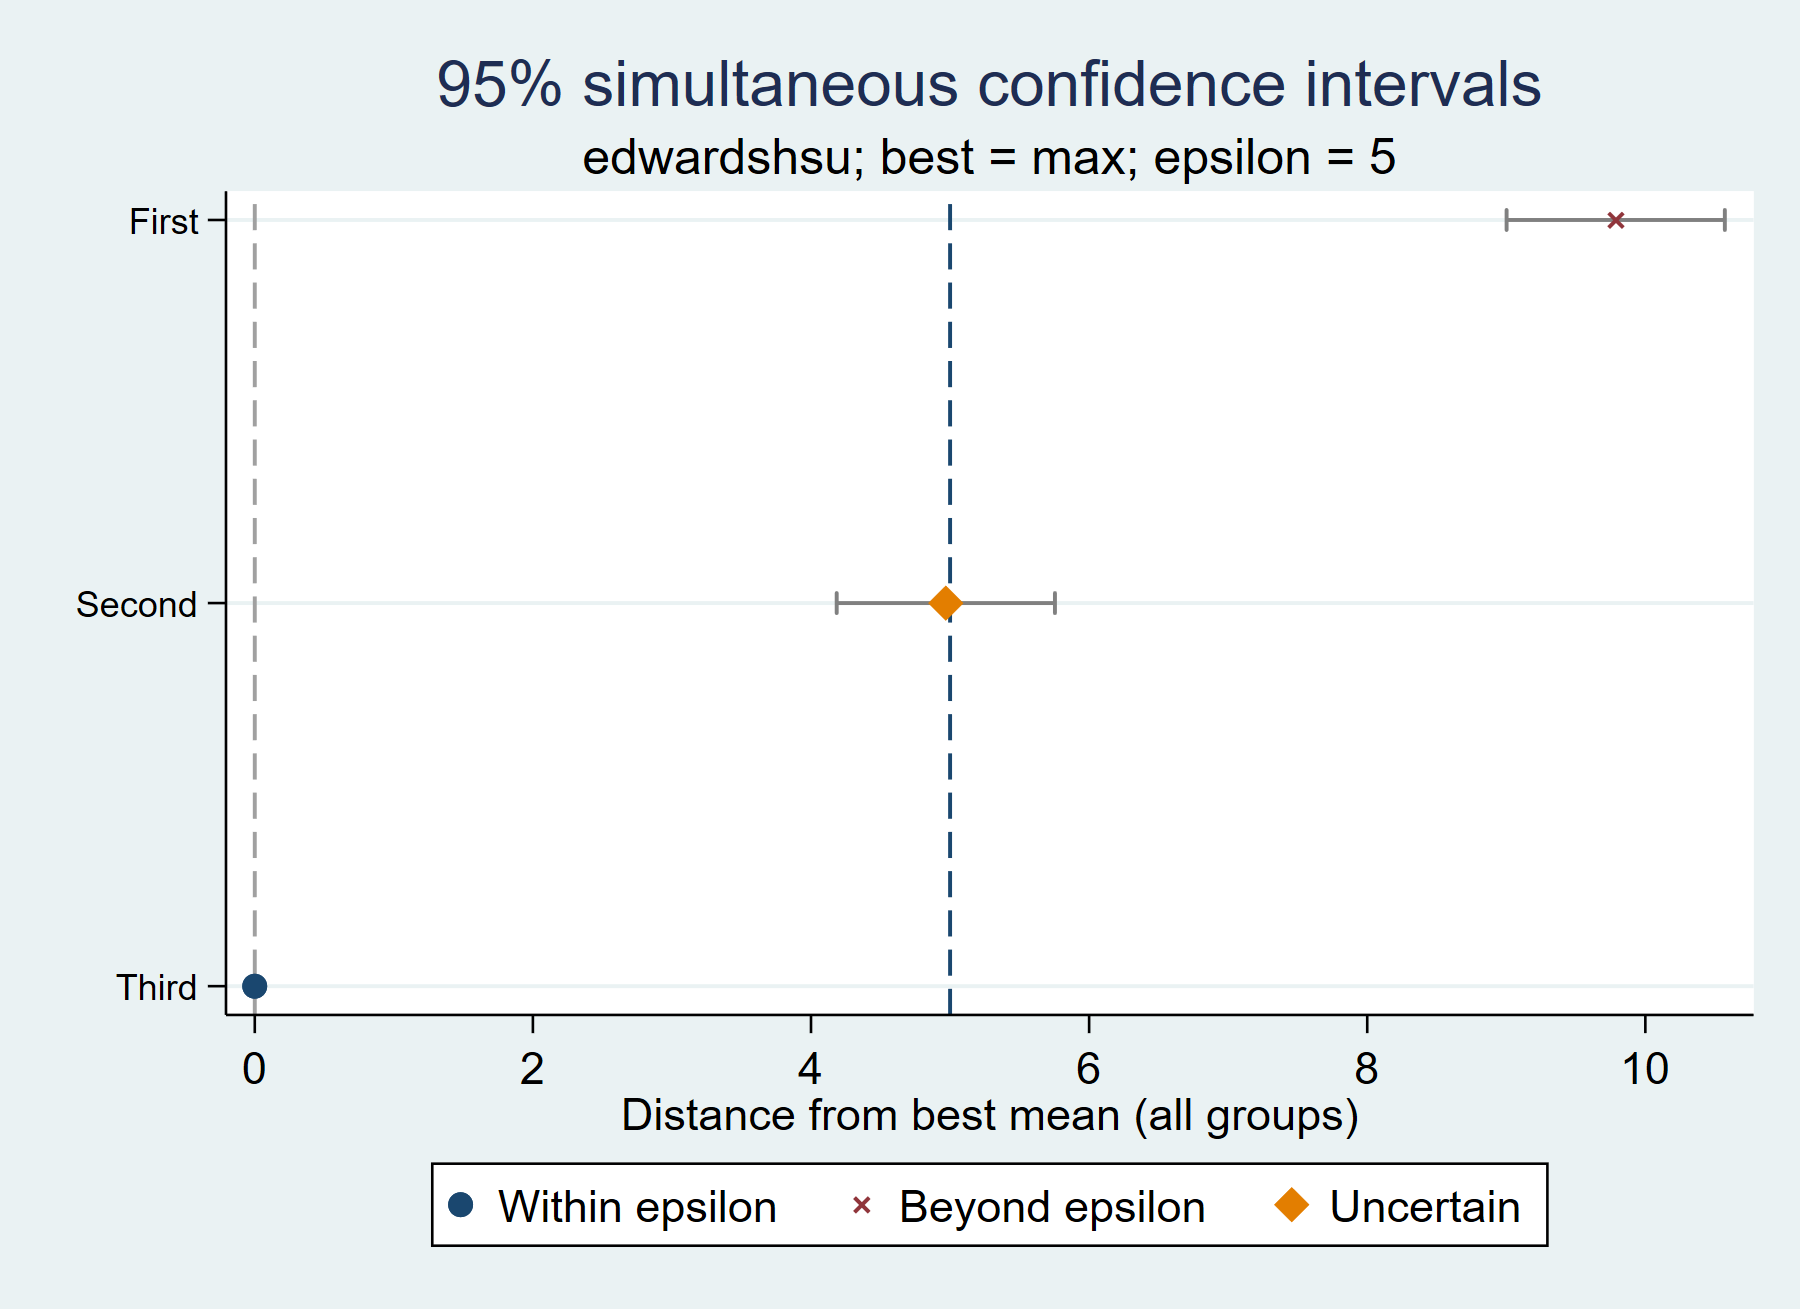 95% simultaneous confidence intervals
edwardshsu; best = max; epsilon = 5
First
Second
Third
0 2 4 6 8 10
Distance from best mean (all groups)
Within epsilon Beyond epsilon Uncertain